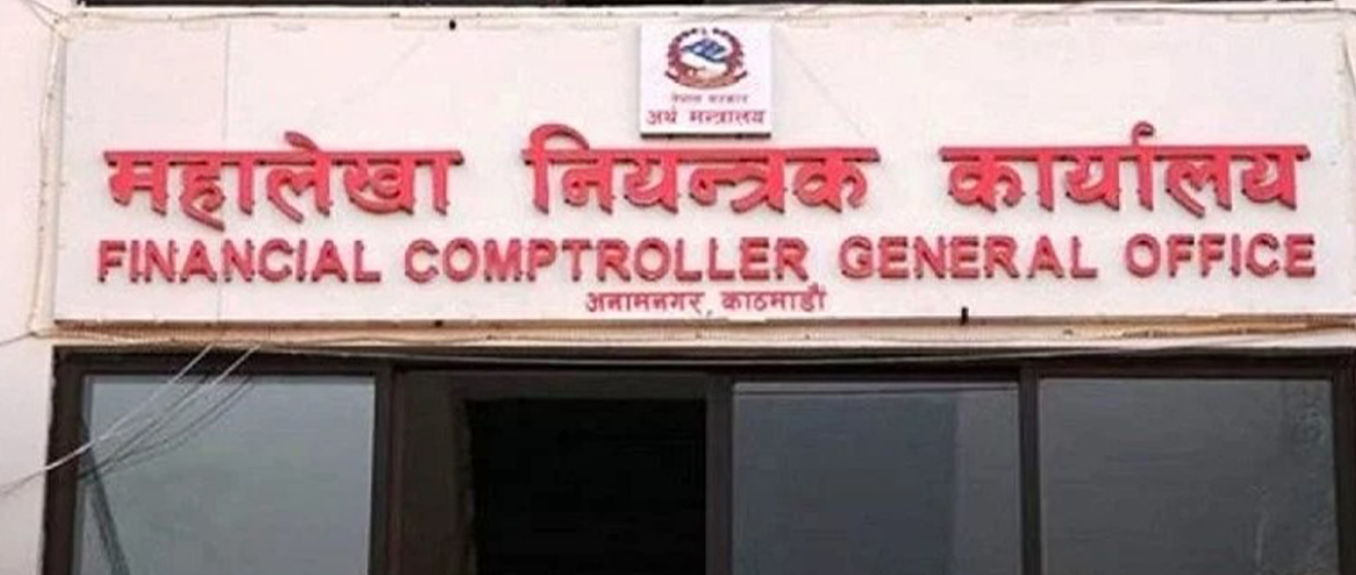 नेपाल सरकार
अर्थ मन्त्रालय
महालेखा नियन्त्रक कार्यालय
FINANCIAL COMPTROLLER GENERAL OFFICE
अनामनगर, काठमाडौं